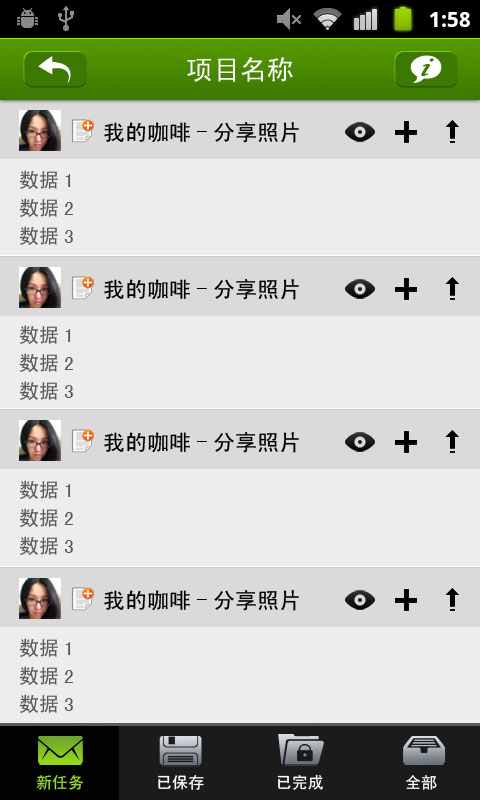 1:58
项目名称
我的咖啡 – 分享照片
数据 1
数据 2
数据 3
我的咖啡 – 分享照片
数据 1
数据 2
数据 3
我的咖啡 – 分享照片
数据 1
数据 2
数据 3
我的咖啡 – 分享照片
数据 1
数据 2
数据 3
新任务
已保存
已完成
全部